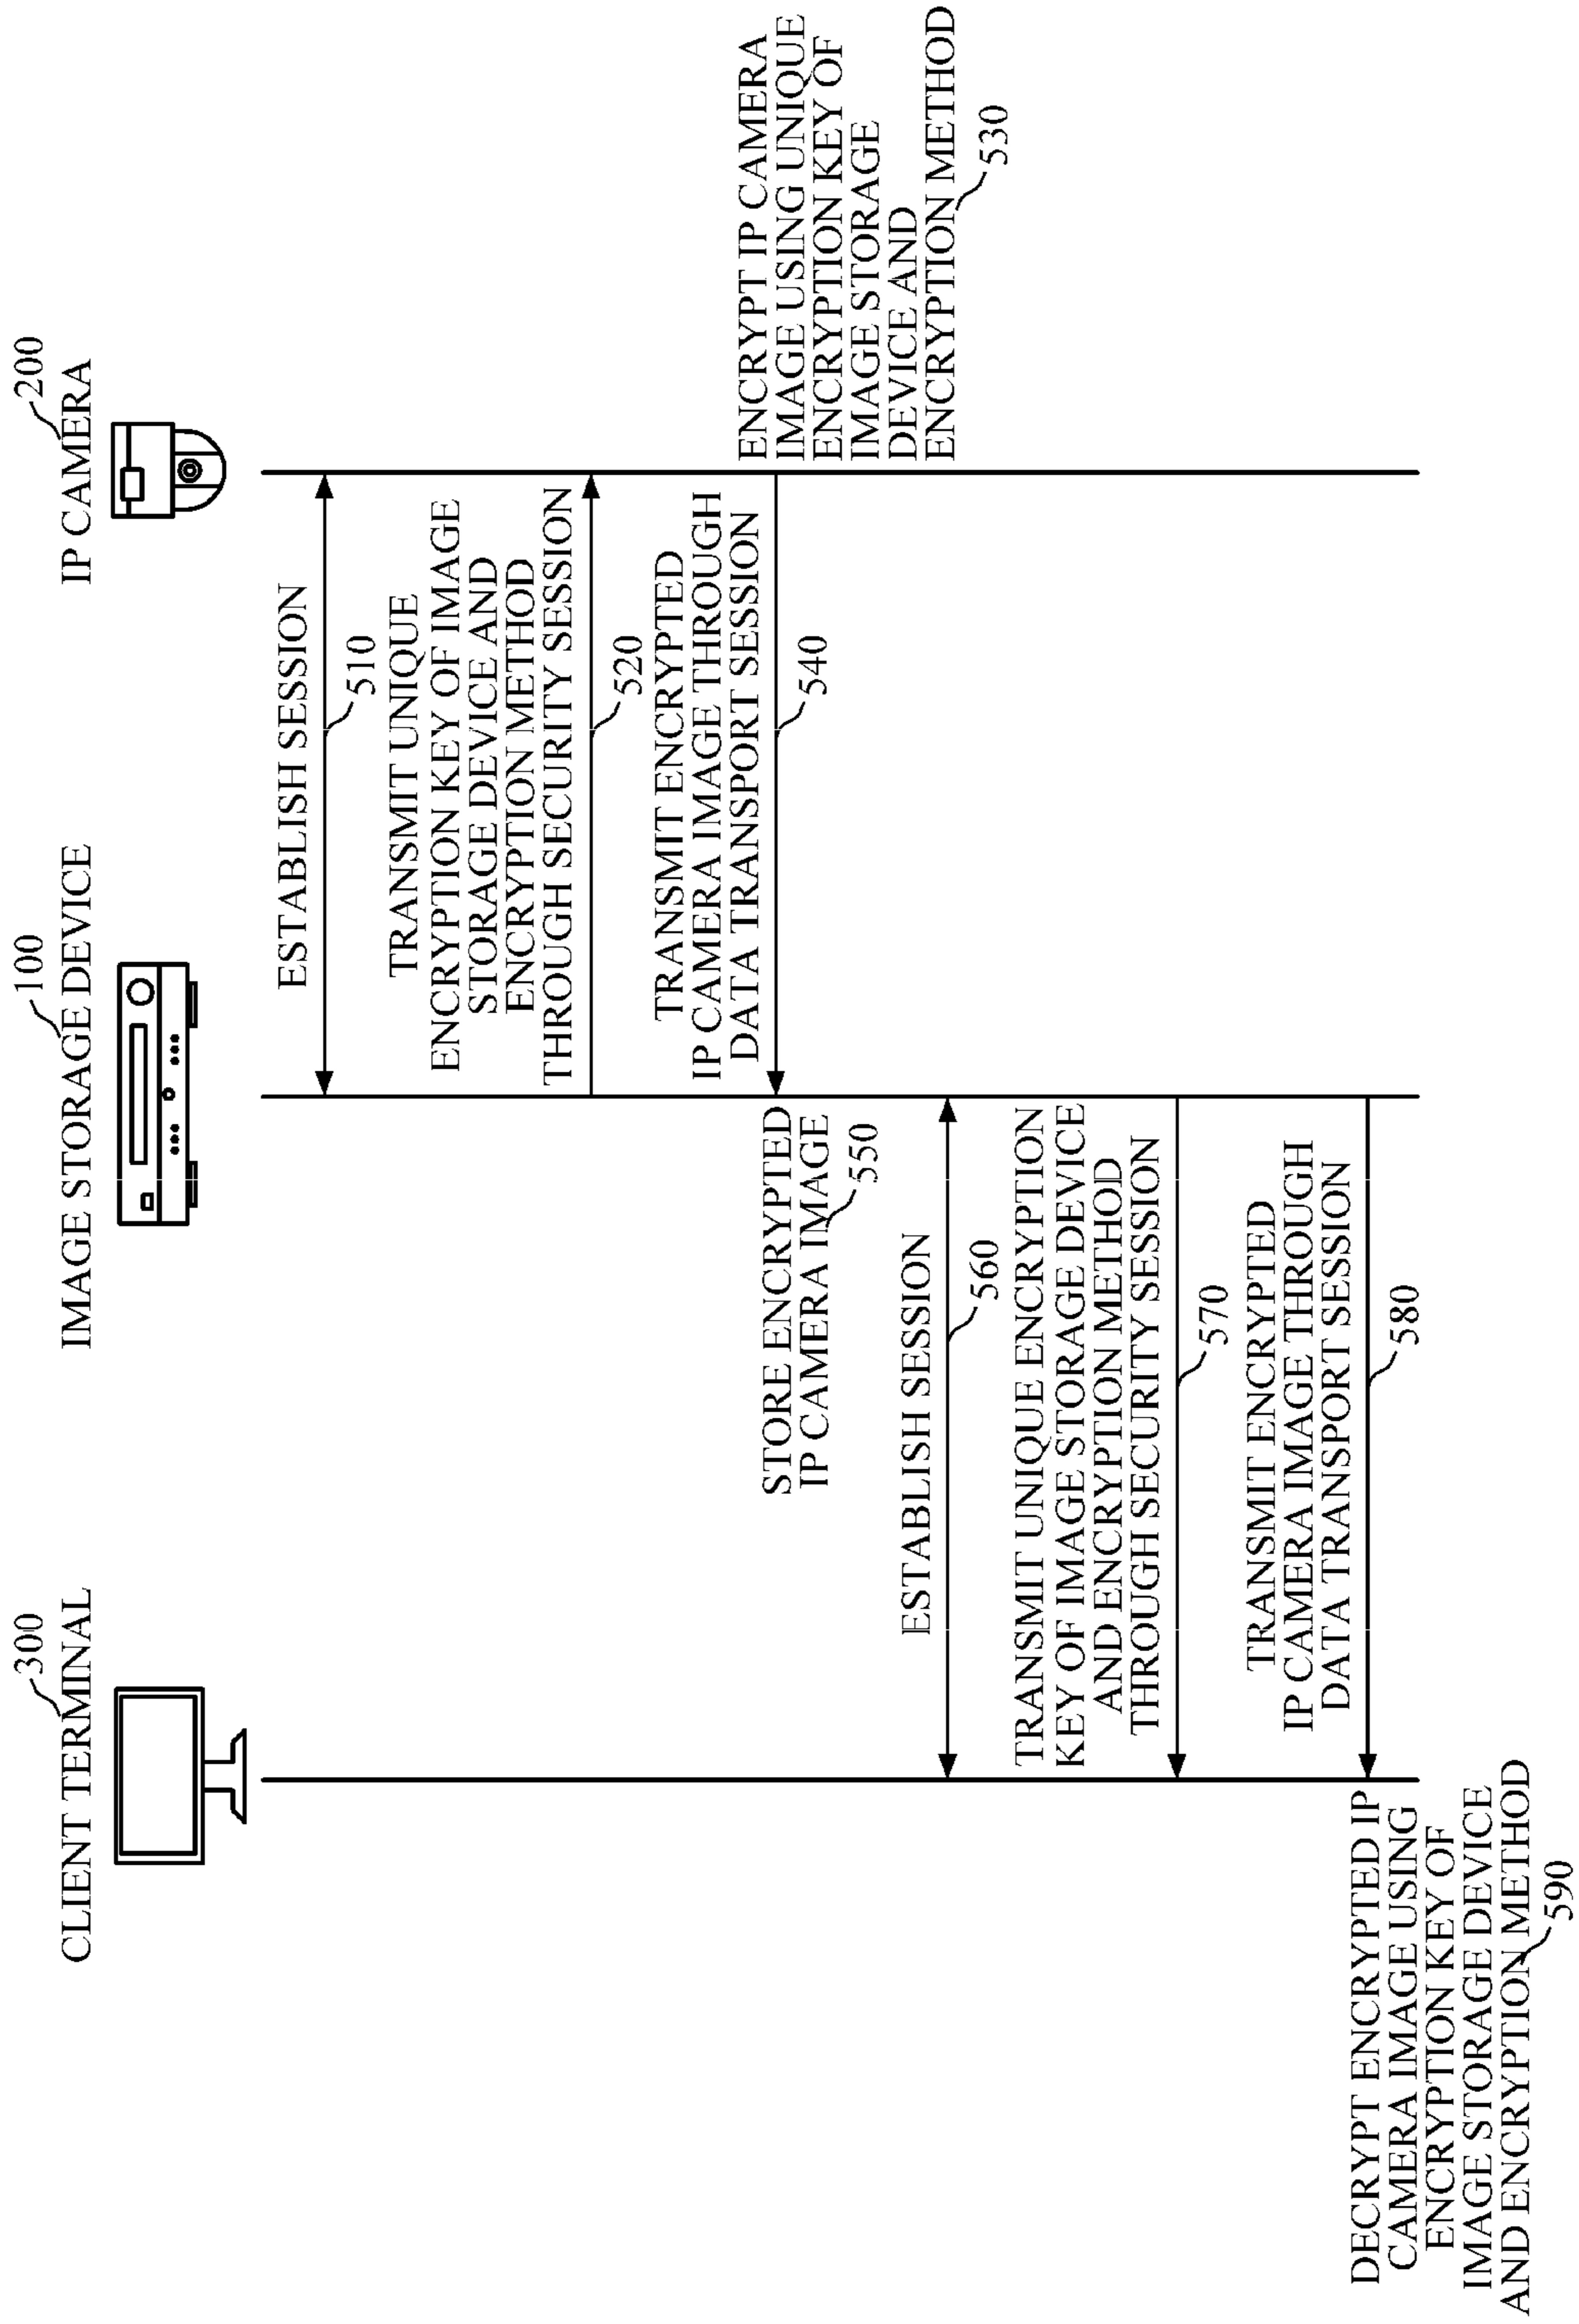 300
CLIENT TERMINAL
100
IMAGE STORAGE DEVICE
200
IP CAMERA
ESTABLISH SESSION
510
TRANSMIT UNIQUE
ENCRYPTION KEY OF IMAGE
STORAGE DEVICE AND
ENCRYPTION METHOD
THROUGH SECURITY SESSION
520
ENCRYPT IP CAMERA
IMAGE USING UNIQUE
ENCRYPTION KEY OF
IMAGE STORAGE
DEVICE AND
ENCRYPTION METHOD
530
TRANSMIT ENCRYPTED
IP CAMERA IMAGE THROUGH
DATA TRANSPORT SESSION
540
STORE ENCRYPTED
IP CAMERA IMAGE
550
ESTABLISH SESSION
560
TRANSMIT UNIQUE ENCRYPTION
KEY OF IMAGE STORAGE DEVICE
AND ENCRYPTION METHOD
THROUGH SECURITY SESSION
570
TRANSMIT ENCRYPTED
IP CAMERA IMAGE THROUGH
DATA TRANSPORT SESSION
580
DECRYPT ENCRYPTED IP
CAMERA IMAGE USING
ENCRYPTION KEY OF
IMAGE STORAGE DEVICE
AND ENCRYPTION METHOD
590